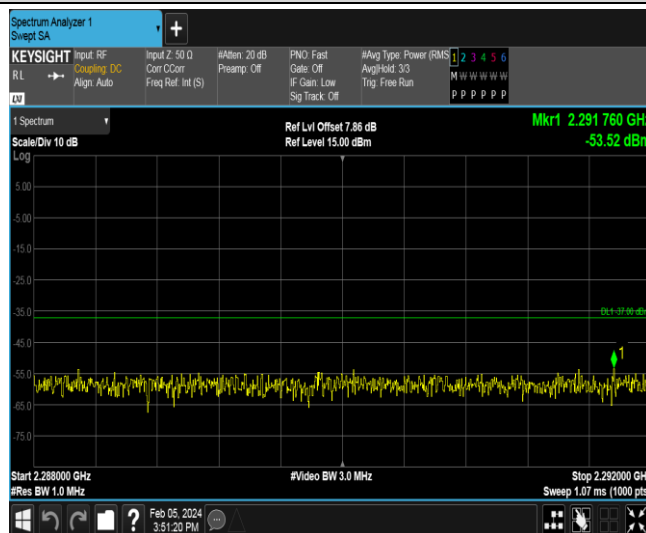 Spectrum Analyzer 1
Swept SA
KEYSIGHT
RL
LXI
Input: RF
Coupling: DC
Align: Auto
Input Z: 50 Ω
Corr CCorr
Freq Ref: Int (S)
#Atten: 20 dB
Preamp: Off
PNO: Fast
Gate: Off
IF Gain: Low
Sig Track: Off
#Avg Type: Power (RMS
Avg|Hold: 3/3
Trig: Free Run
1 2 3 4 5 6
M W W W W W
P P P P P P
1 Spectrum
Scale/Div 10 dB
Log
Ref Lvl Offset 7.86 dB
Ref Level 15.00 dBm
Mkr1 2.291 760 GHz
-53.52 dBm
5.00
-5.00
-15.0
-25.0
-35.0
-45.0
-55.0
-65.0
-75.0
DL1 -37.00 dBm
1
Start 2.288000 GHz
#Res BW 1.0 MHz
#Video BW 3.0 MHz
Stop 2.292000 GHz
Sweep 1.07 ms (1000 pts)
?
Feb 05, 2024
3:51:20 PM